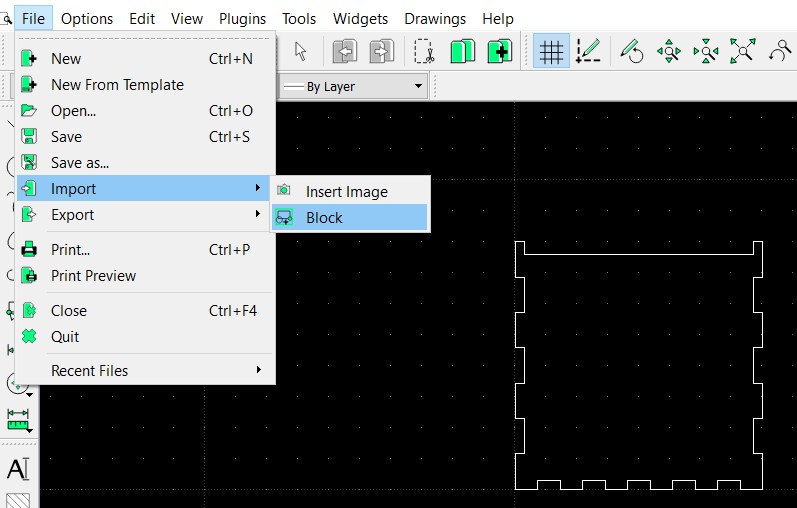 File Options Edit View Plugins Tools Widgets Drawings Help
New Ctrl+N
New From Template
Open... Ctrl+O
Save Ctrl+S
Save as...
Import
Export
Print... Ctrl+P
Print Preview
Close Ctrl+F4
Quit
Recent Files
By Layer
Insert Image
Block
A